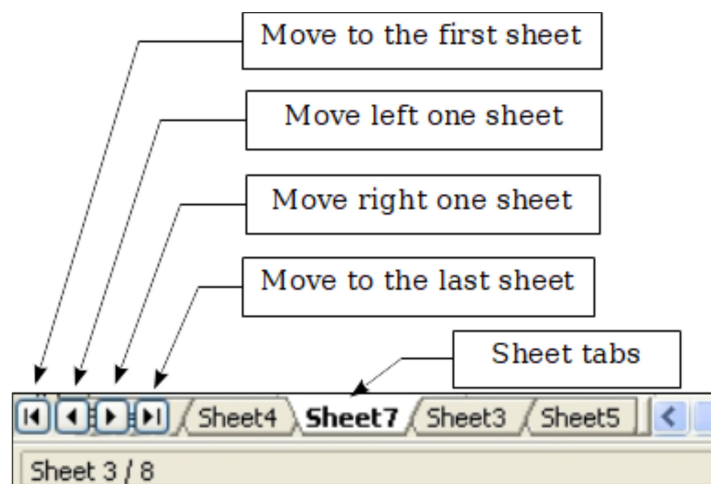 Move to the first sheet
Move left one sheet
Move right one sheet
Move to the last sheet
Sheet tabs
Sheet4 Sheet7 Sheet3 Sheet5
Sheet 3 / 8